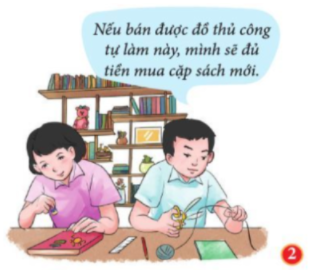 Nếu bán được đồ thủ công
tự làm này, mình sẽ đủ
tiền mua cặp sách mới.
2